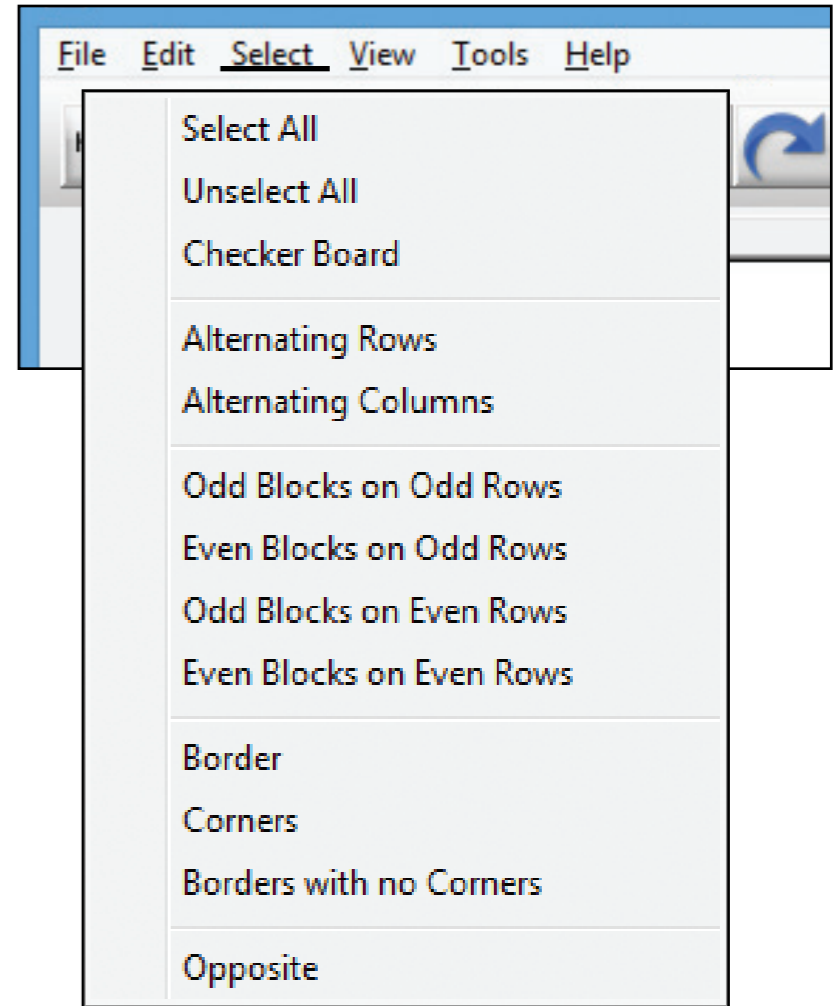 File Edit Select View Tools Help
Select All
Unselect All
Checker Board
Alternating Rows
Alternating Columns
Odd Blocks on Odd Rows
Even Blocks on Odd Rows
Odd Blocks on Even Rows
Even Blocks on Even Rows
Border
Corners
Borders with no Corners
Opposite